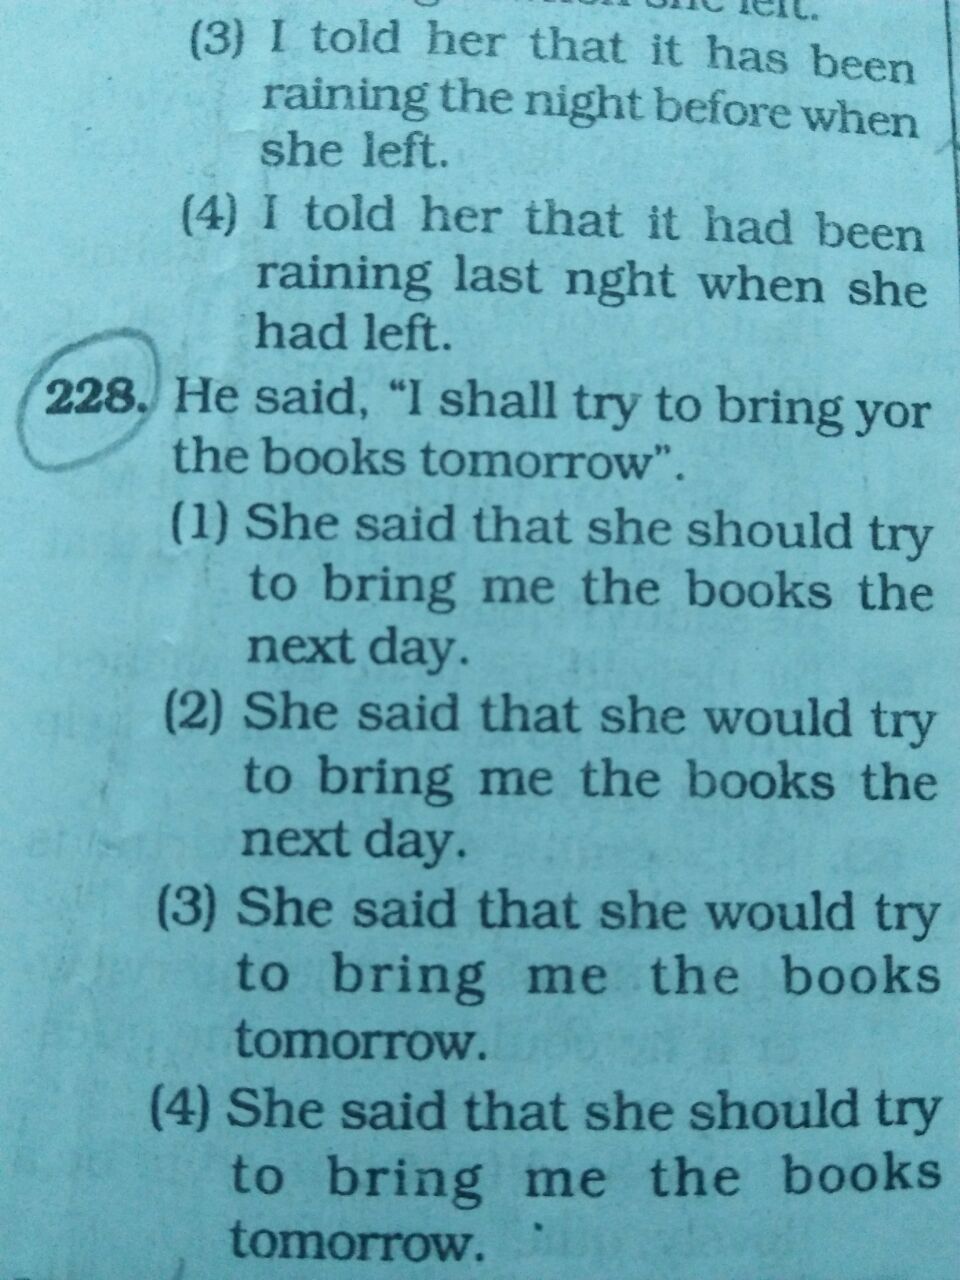 she left.
(3) I told her that it has been
raining the night before when
she left.
(4) I told her that it had been
raining last nght when she
had left.
228. He said, “I shall try to bring yor
the books tomorrow”.
(1) She said that she should try
to bring me the books the
next day.
(2) She said that she would try
to bring me the books the
next day.
(3) She said that she would try
to bring me the books
tomorrow.
(4) She said that she should try
to bring me the books
tomorrow.